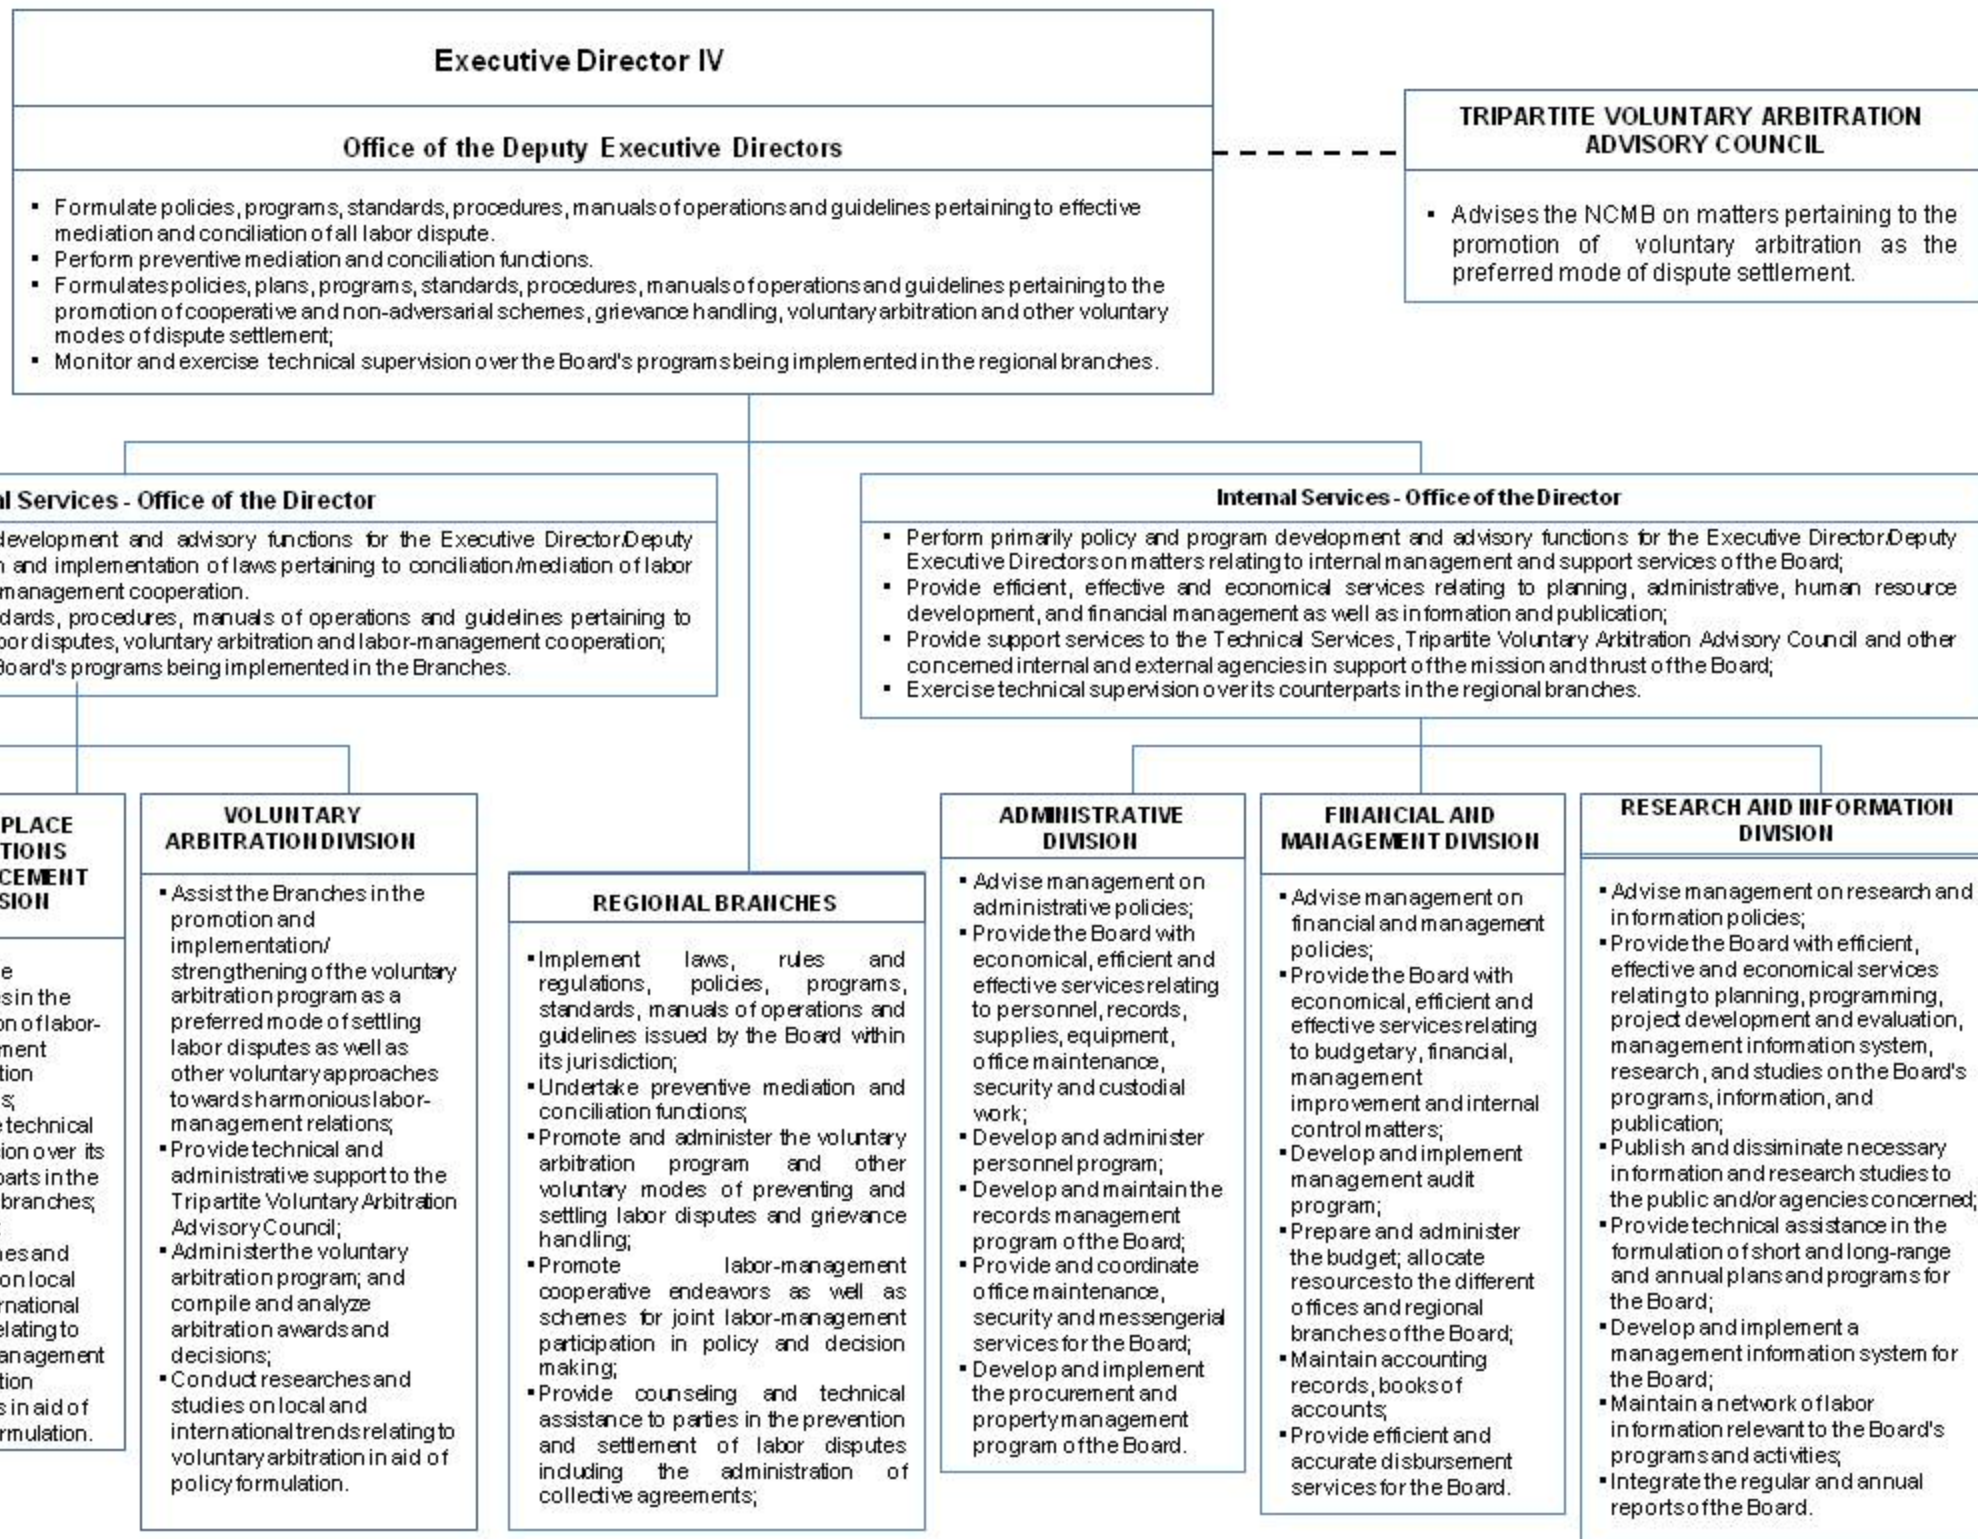 Executive Director IV
Office of the Deputy Executive Directors
▪ Formulate policies, programs, standards, procedures, manuals of operations and guidelines pertaining to effective
mediation and conciliation of all labor dispute.
▪ Perform preventive mediation and conciliation functions.
▪ Formulates policies, plans, programs, standards, procedures, manuals of operations and guidelines pertaining to the
promotion of cooperative and non-adversarial schemes, grievance handling, voluntary arbitration and other voluntary
modes of dispute settlement;
▪ Monitor and exercise technical supervision over the Board's programs being implemented in the regional branches.
TRIPARTITE VOLUNTARY ARBITRATION
ADVISORY COUNCIL
▪ Advises the NCMB on matters pertaining to the
promotion of voluntary arbitration as the
preferred mode of dispute settlement.
l Services - Office of the Director
development and advisory functions for the Executive Director/Deputy
n and implementation of laws pertaining to conciliation/mediation of labor
management cooperation.
dards, procedures, manuals of operations and guidelines pertaining to
bor disputes, voluntary arbitration and labor-management cooperation;
Board's programs being implemented in the Branches.
Internal Services - Office of the Director
▪ Perform primarily policy and program development and advisory functions for the Executive Director/Deputy
Executive Directors on matters relating to internal management and support services of the Board;
▪ Provide efficient, effective and economical services relating to planning, administrative, human resource
development, and financial management as well as information and publication;
▪ Provide support services to the Technical Services, Tripartite Voluntary Arbitration Advisory Council and other
concerned internal and external agencies in support of the mission and thrust of the Board;
▪ Exercise technical supervision over its counterparts in the regional branches.
PLACE
TIONS
CEMENT
SION
e
es in the
on of labor-
ment
tion
s;
e technical
ion over its
parts in the
branches;
es and
on local
rnational
elating to
anagement
tion
s in aid of
rmulation.
VOLUNTARY
ARBITRATION DIVISION
▪ Assist the Branches in the
promotion and
implementation/
strengthening of the voluntary
arbitration program as a
preferred mode of settling
labor disputes as well as
other voluntary approaches
towards harmonious labor-
management relations;
▪ Provide technical and
administrative support to the
Tripartite Voluntary Arbitration
Advisory Council;
▪ Administer the voluntary
arbitration program; and
compile and analyze
arbitration awards and
decisions;
▪ Conduct researches and
studies on local and
international trends relating to
voluntary arbitration in aid of
policy formulation.
REGIONAL BRANCHES
▪ Implement laws, rules and
regulations, policies, programs,
standards, manuals of operations and
guidelines issued by the Board within
its jurisdiction;
▪ Undertake preventive mediation and
conciliation functions;
▪ Promote and administer the voluntary
arbitration program and other
voluntary modes of preventing and
settling labor disputes and grievance
handling;
▪ Promote labor-management
cooperative endeavors as well as
schemes for joint labor-management
participation in policy and decision
making;
▪ Provide counseling and technical
assistance to parties in the prevention
and settlement of labor disputes
including the administration of
collective agreements;
ADMINISTRATIVE
DIVISION
▪ Advise management on
administrative policies;
▪ Provide the Board with
economical, efficient and
effective services relating
to personnel, records,
supplies, equipment,
office maintenance,
security and custodial
work;
▪ Develop and administer
personnel program;
▪ Develop and maintain the
records management
program of the Board;
▪ Provide and coordinate
office maintenance,
security and messengerial
services for the Board;
▪ Develop and implement
the procurement and
property management
program of the Board.
FINANCIAL AND
MANAGEMENT DIVISION
▪ Advise management on
financial and management
policies;
▪ Provide the Board with
economical, efficient and
effective services relating
to budgetary, financial,
management
improvement and internal
control matters;
▪ Develop and implement
management audit
program;
▪ Prepare and administer
the budget; allocate
resources to the different
offices and regional
branches of the Board;
▪ Maintain accounting
records, books of
accounts;
▪ Provide efficient and
accurate disbursement
services for the Board.
RESEARCH AND INFORMATION
DIVISION
▪ Advise management on research and
information policies;
▪ Provide the Board with efficient,
effective and economical services
relating to planning, programming,
project development and evaluation,
management information system,
research, and studies on the Board's
programs, information, and
publication;
▪ Publish and dissiminate necessary
information and research studies to
the public and/or agencies concerned;
▪ Provide technical assistance in the
formulation of short and long-range
and annual plans and programs for
the Board;
▪ Develop and implement a
management information system for
the Board;
▪ Maintain a network of labor
information relevant to the Board's
programs and activities;
▪ Integrate the regular and annual
reports of the Board.